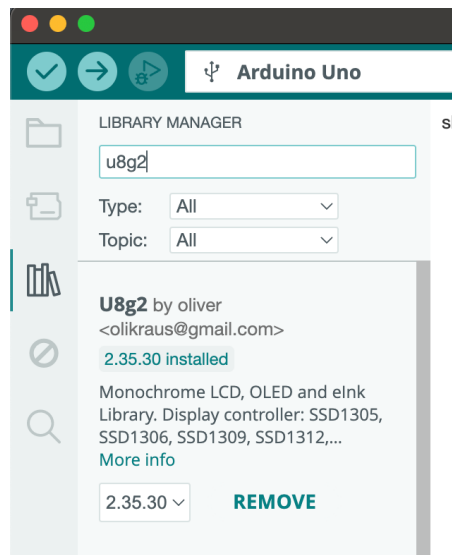 Arduino Uno
LIBRARY MANAGER
u8g2
Type: All
Topic: All
U8g2 by oliver
<olikraus@gmail.com>
2.35.30 installed
Monochrome LCD, OLED and eInk
Library. Display controller: SSD1305,
SSD1306, SSD1309, SSD1312,...
More info
2.35.30 REMOVE